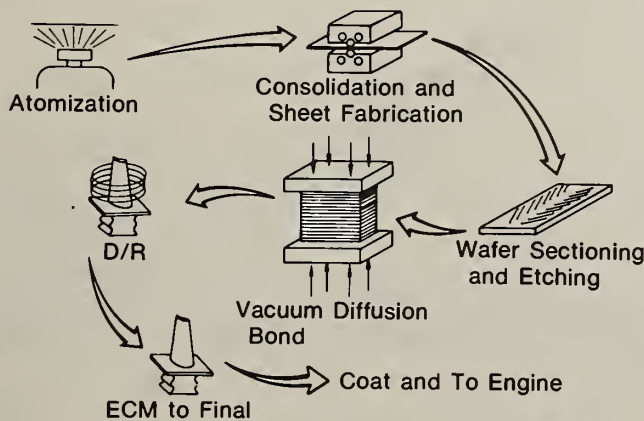 Atomization
Consolidation and
Sheet Fabrication
Wafer Sectioning
and Etching
Vacuum Diffusion
Bond
D/R
ECM to Final
Coat and To Engine